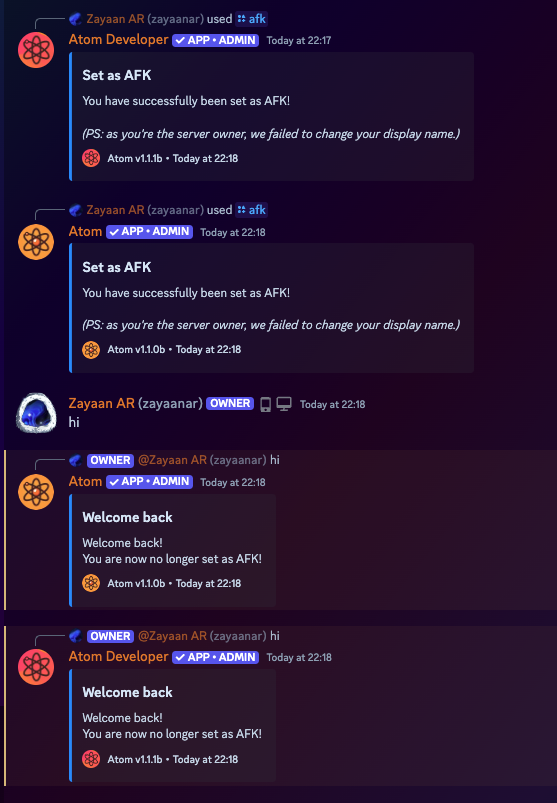 Zayaan AR (zayaanar) used afk
Atom Developer ✓ APP • ADMIN Today at 22:17
Set as AFK
You have successfully been set as AFK!
(PS: as you're the server owner, we failed to change your display name.)
Atom v1.1.1b • Today at 22:18
Zayaan AR (zayaanar) used afk
Atom ✓ APP • ADMIN Today at 22:18
Set as AFK
You have successfully been set as AFK!
(PS: as you're the server owner, we failed to change your display name.)
Atom v1.1.0b • Today at 22:18
Zayaan AR (zayaanar) OWNER Today at 22:18
hi
OWNER @Zayaan AR (zayaanar) hi
Atom ✓ APP • ADMIN Today at 22:18
Welcome back
Welcome back!
You are now no longer set as AFK!
Atom v1.1.0b • Today at 22:18
OWNER @Zayaan AR (zayaanar) hi
Atom Developer ✓ APP • ADMIN Today at 22:18
Welcome back
Welcome back!
You are now no longer set as AFK!
Atom v1.1.1b • Today at 22:18